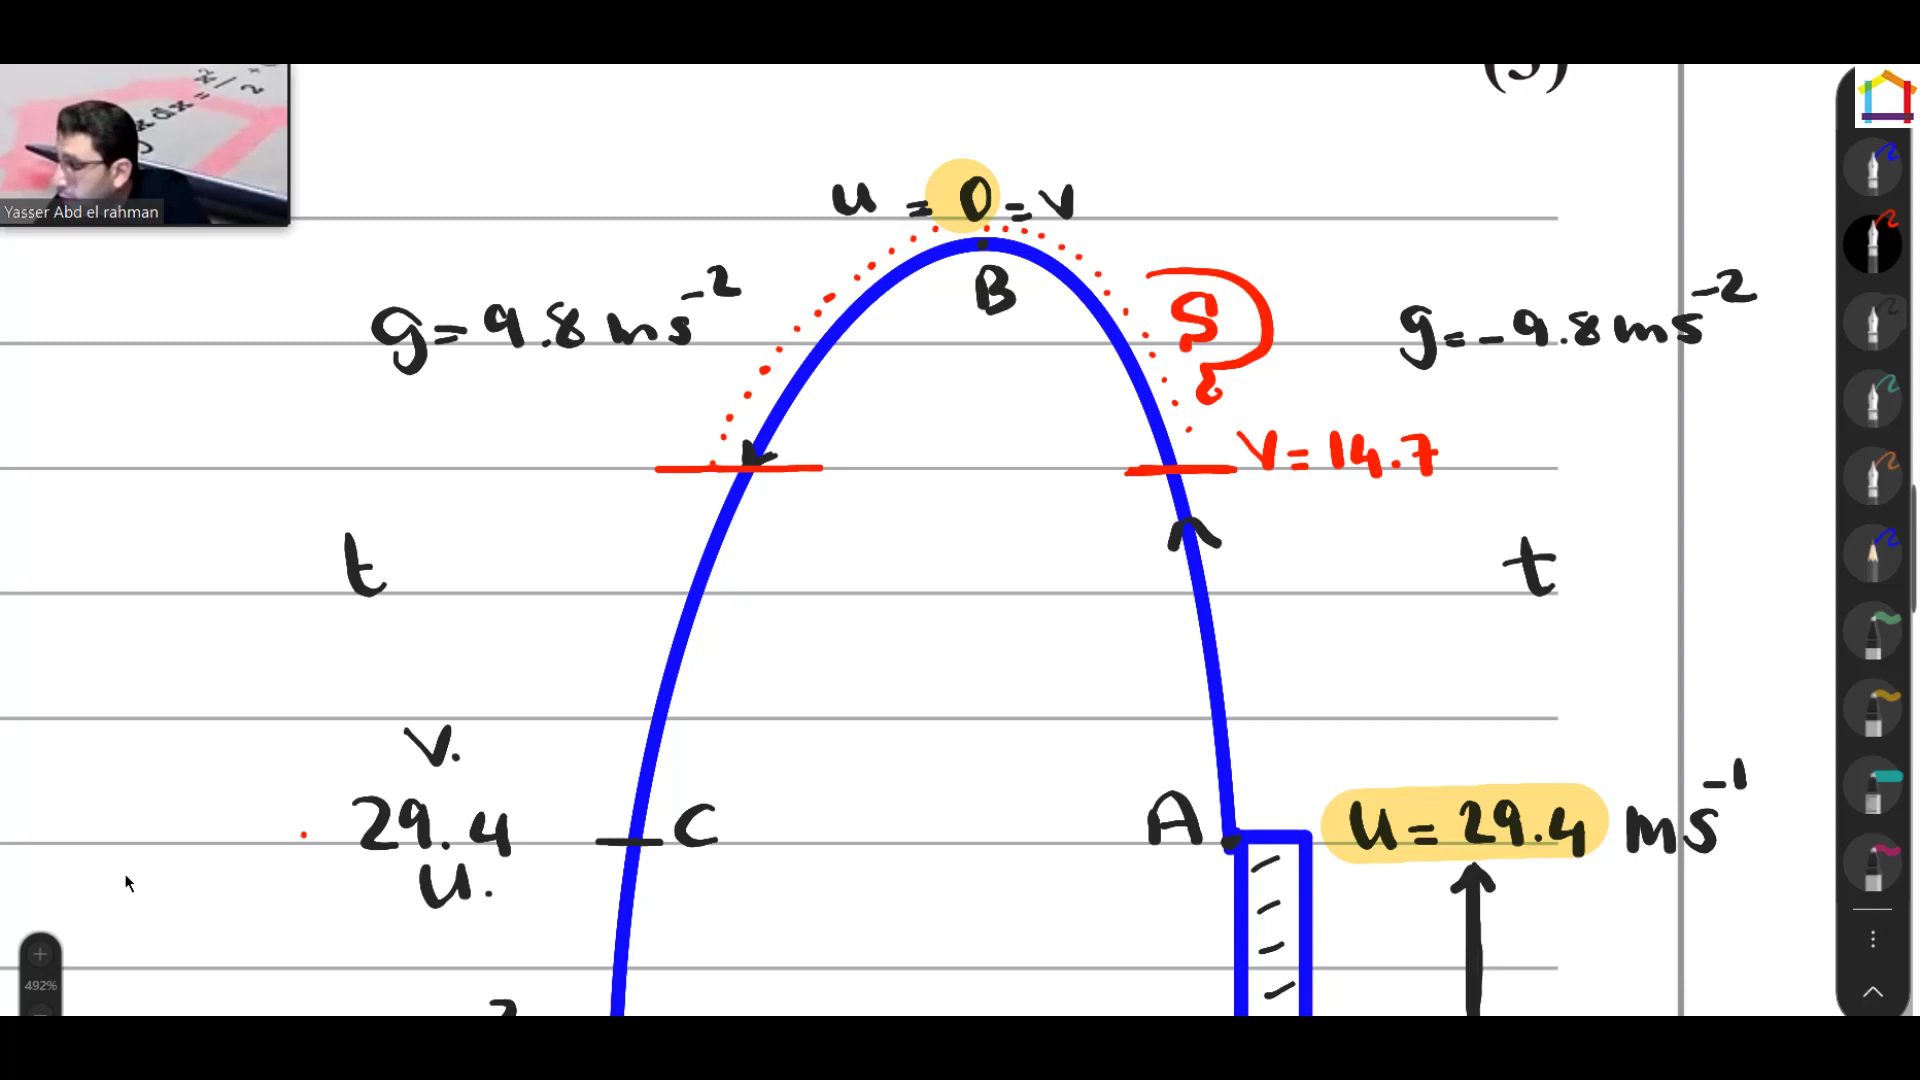 (3)
Yasser Abd el rahman
u = 0 = v
B
g = 9.8 ms⁻²
S
g = - 9.8 ms⁻²
v = 14.7
t
t
v.
29.4
u.
C
A
u = 29.4 ms⁻¹
492%